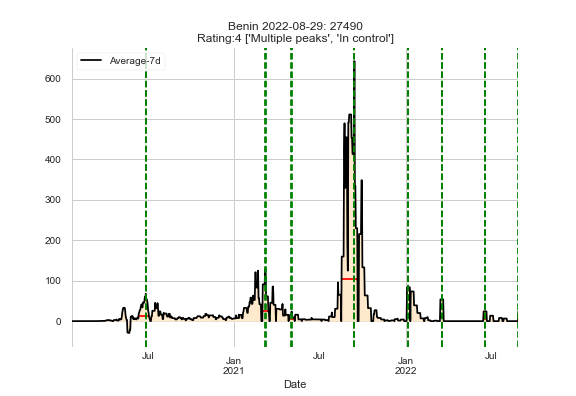 Benin 2022-08-29: 27490
Rating:4 ['Multiple peaks', 'In control']
Average-7d
600
500
400
300
200
100
0
Jul
Jan
2021
Jul
Jan
2022
Jul
Date